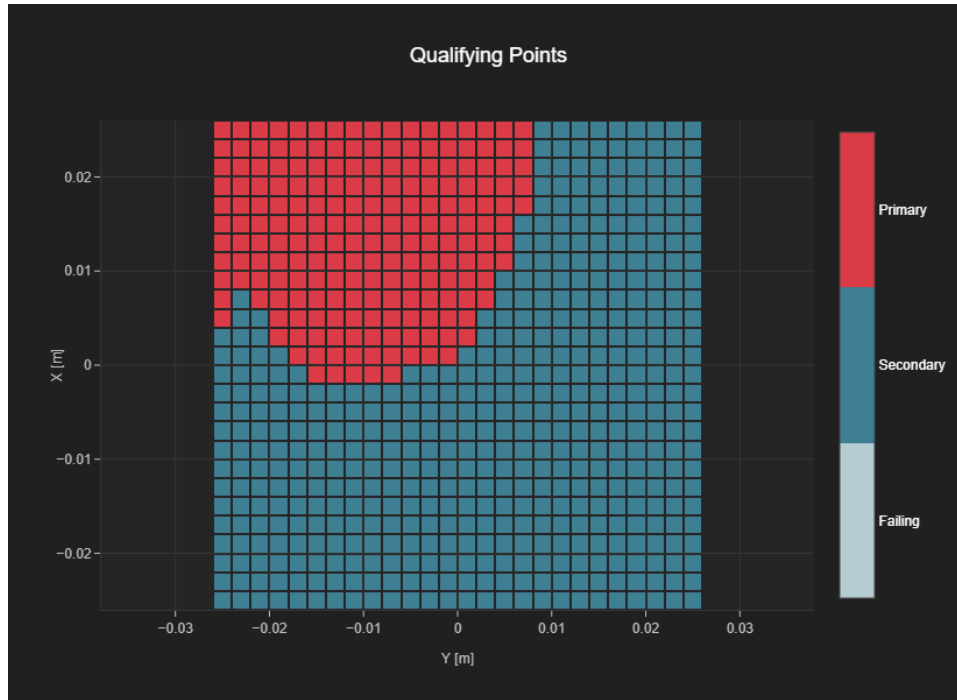 Qualifying Points
0.02
0.01
0
−0.01
−0.02
X [m]
−0.03
−0.02
−0.01
0
0.01
0.02
0.03
Y [m]
Primary
Secondary
Failing